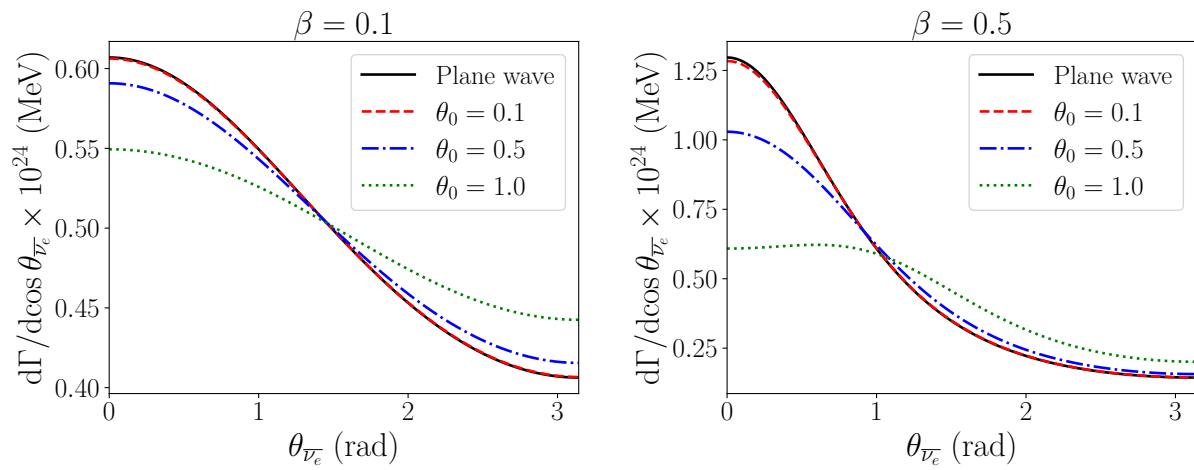 β = 0.1
dΓ/dcos θ_{\overline{ν_e}} × 10^{24} (MeV)
0.60
0.55
0.50
0.45
0.40
Plane wave
θ_0 = 0.1
θ_0 = 0.5
θ_0 = 1.0
0 1 2 3
θ_{\overline{ν_e}} (rad)
β = 0.5
dΓ/dcos θ_{\overline{ν_e}} × 10^{24} (MeV)
1.25
1.00
0.75
0.50
0.25
Plane wave
θ_0 = 0.1
θ_0 = 0.5
θ_0 = 1.0
0 1 2 3
θ_{\overline{ν_e}} (rad)